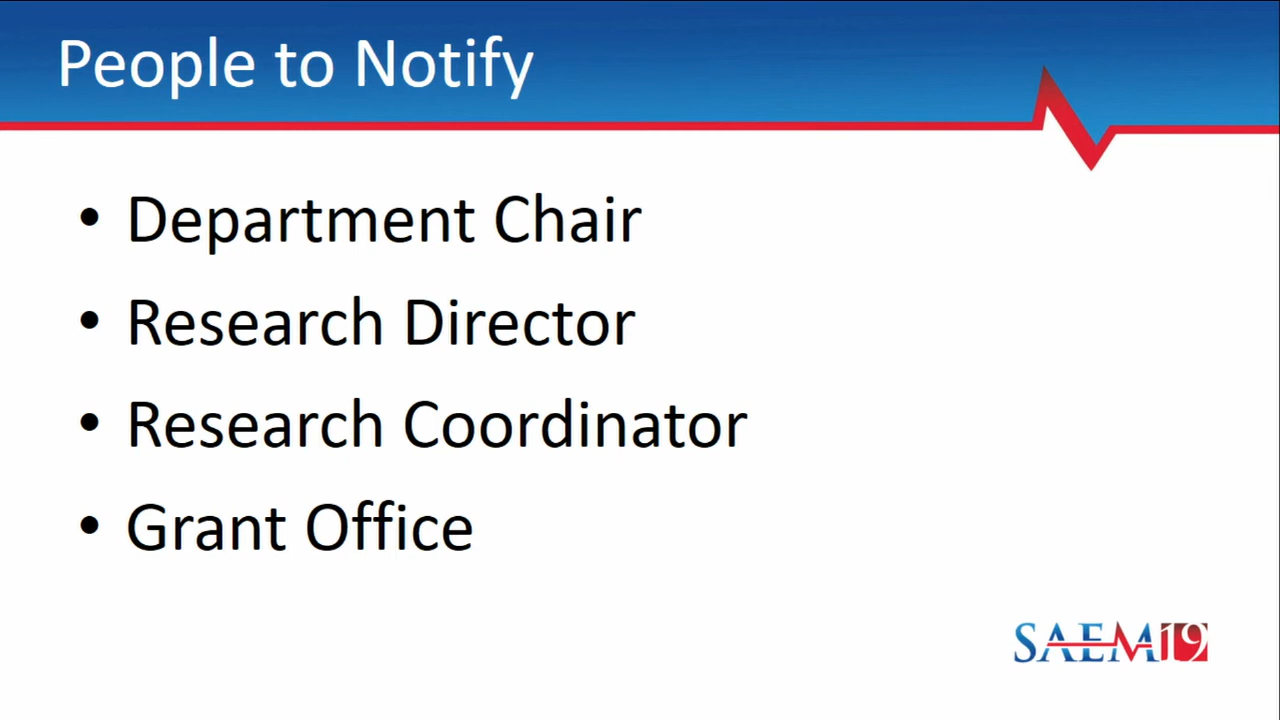 People to Notify
• Department Chair
• Research Director
• Research Coordinator
• Grant Office
SAEM19